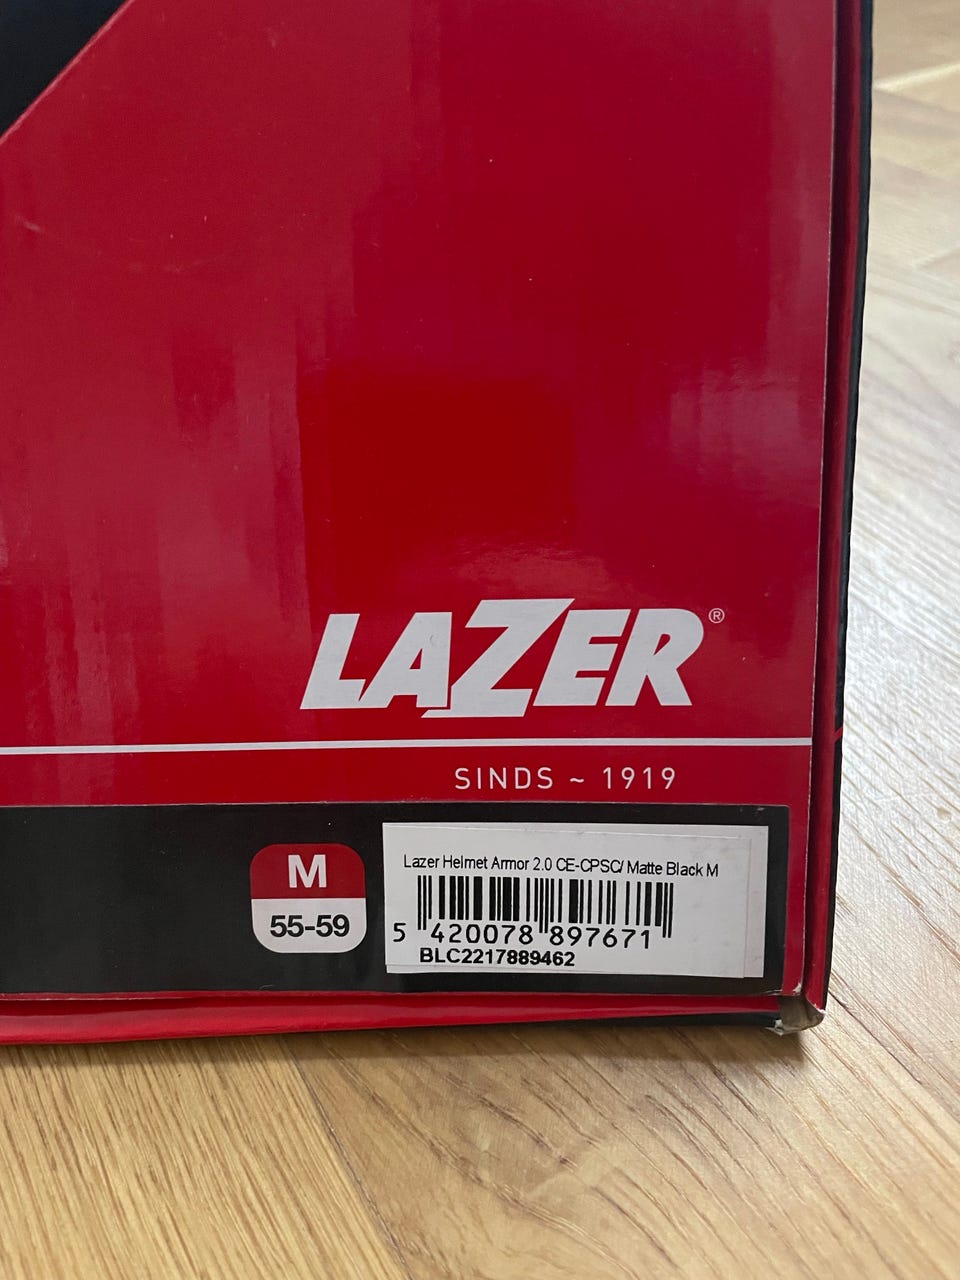 LAZER®
SINDS ~ 1919
M
55-59
Lazer Helmet Armor 2.0 CE-CPSC/ Matte Black M
5 420078 897671
BLC2217889462